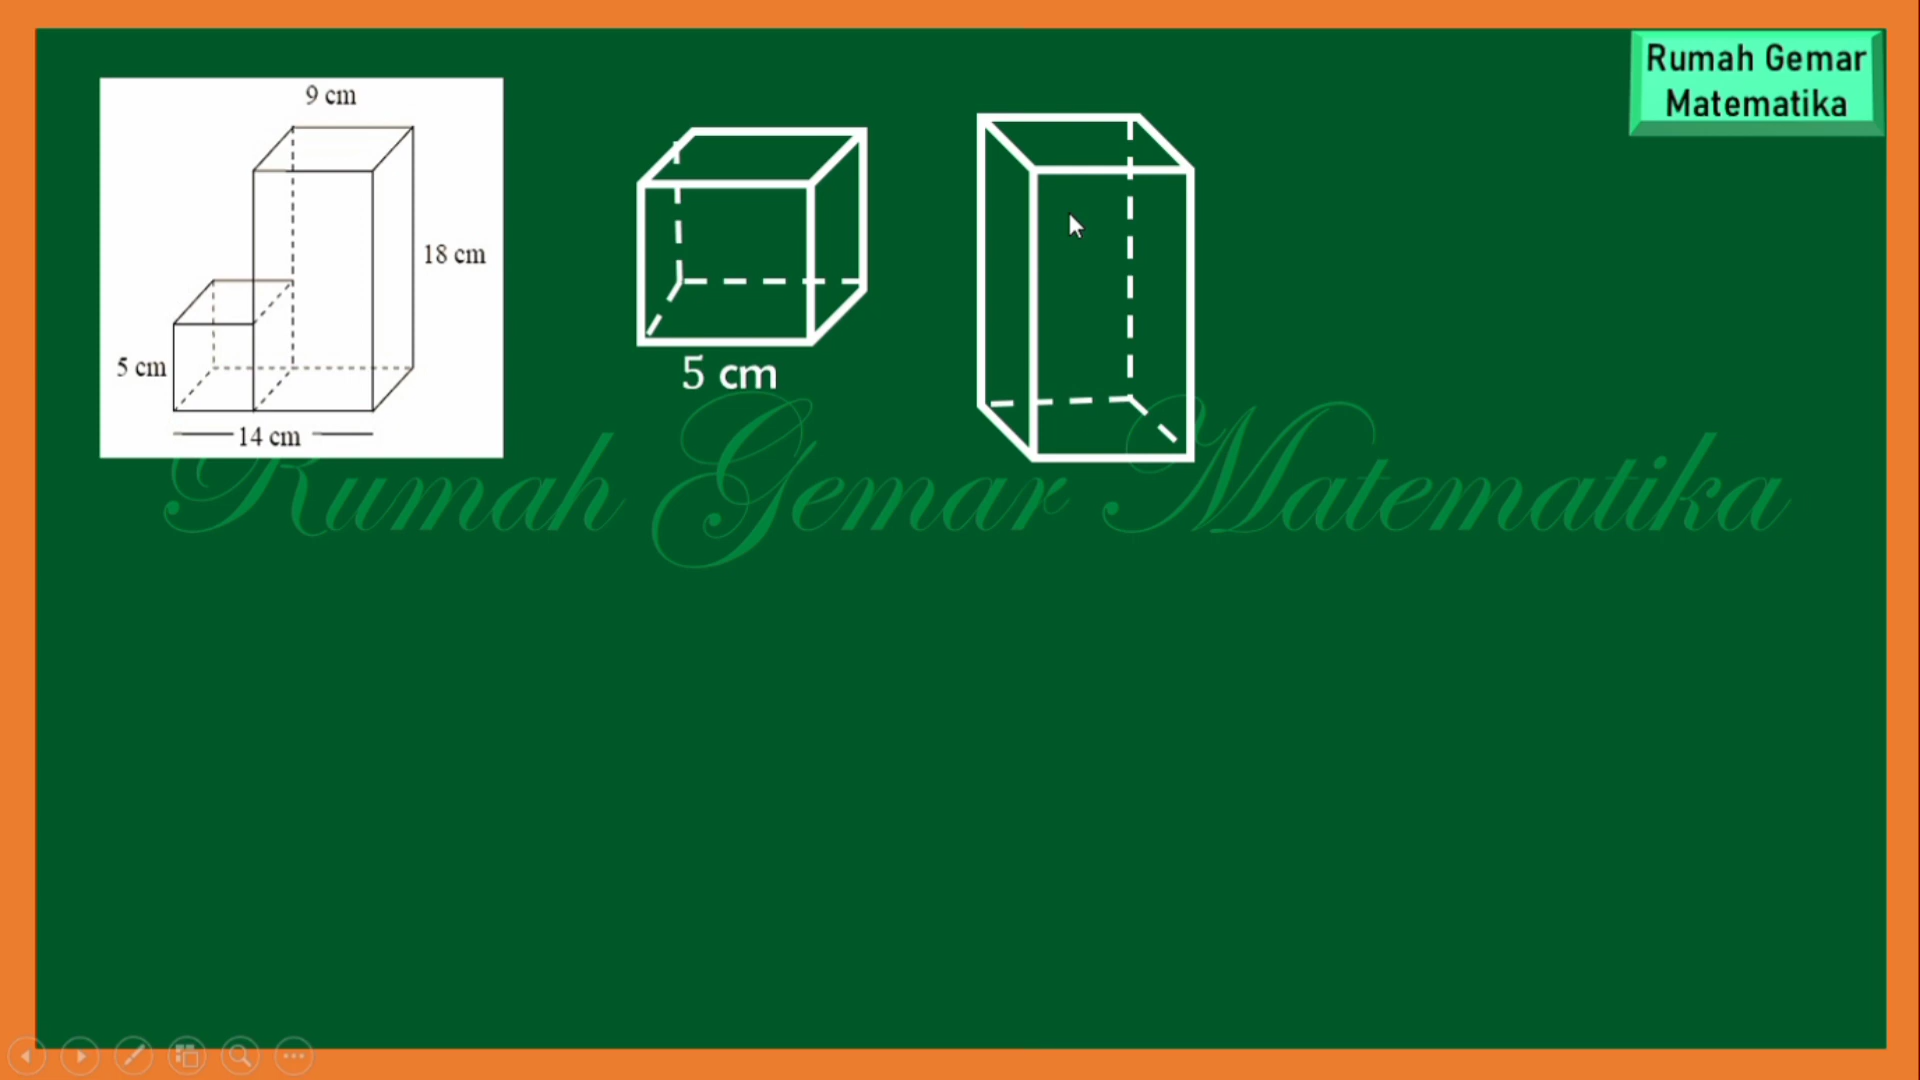 9 cm
18 cm
5 cm
14 cm
5 cm
Rumah Gemar
Matematika
Rumah Gemar Matematika